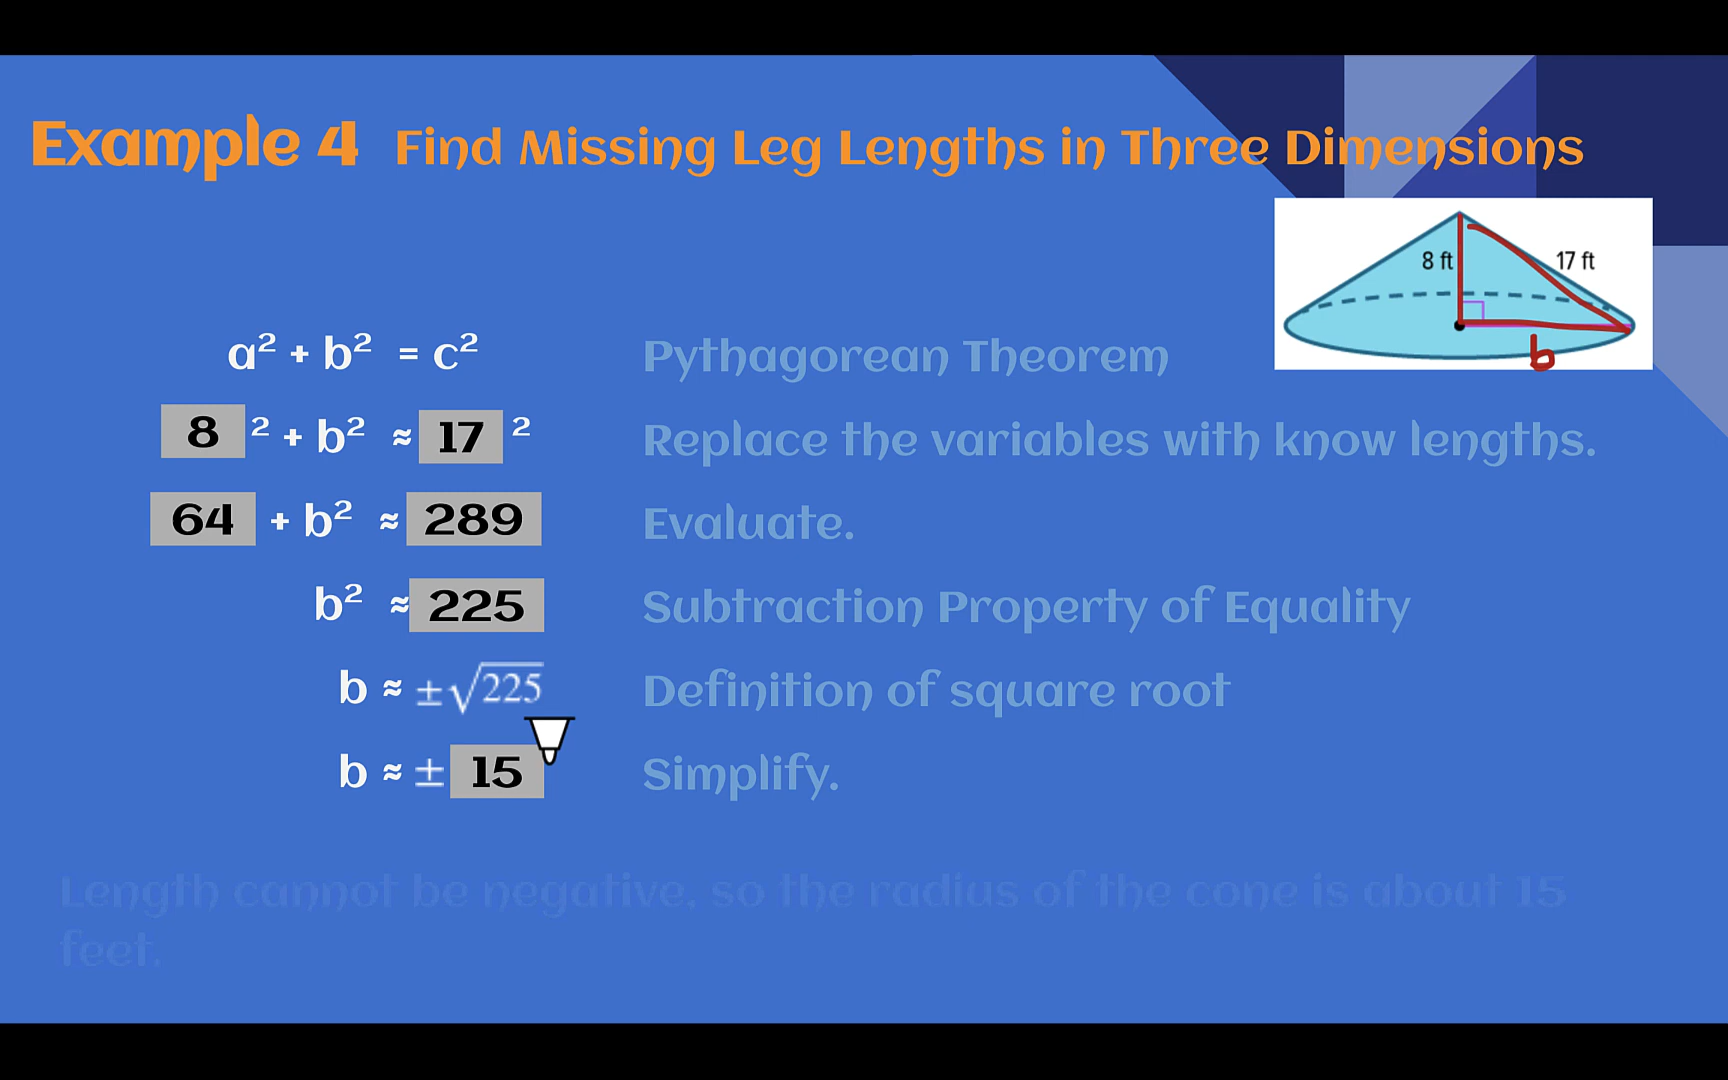 Example 4 Find Missing Leg Lengths in Three Dimensions
8 ft 17 ft
b
a² + b² = c² Pythagorean Theorem
8 ² + b² ≈ 17 ² Replace the variables with know lengths.
64 + b² ≈ 289 Evaluate.
b² ≈ 225 Subtraction Property of Equality
b ≈ ±√225 Definition of square root
b ≈ ± 15 Simplify.
Length cannot be negative, so the radius of the cone is about 15
feet.